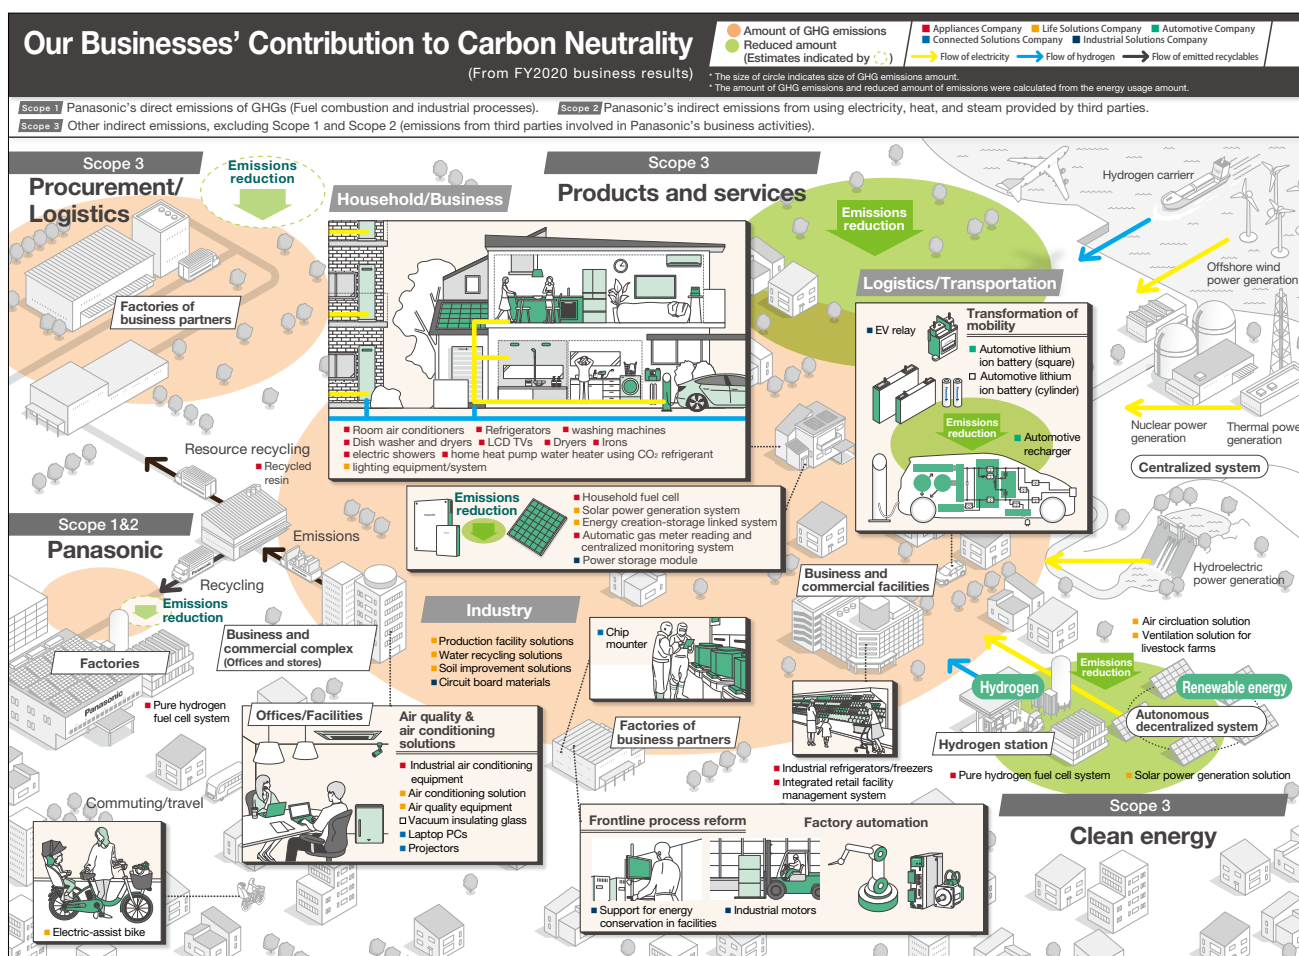 Our Businesses' Contribution to Carbon Neutrality
(From FY2020 business results)
Amount of GHG emissions
Reduced amount
(Estimates indicated by )
Appliances Company
Life Solutions Company
Automotive Company
Connected Solutions Company
Industrial Solutions Company
Flow of electricity
Flow of hydrogen
Flow of emitted recyclables
* The size of circle indicates size of GHG emissions amount.
* The amount of GHG emissions and reduced amount of emissions were calculated from the energy usage amount.
Scope 1 Panasonic's direct emissions of GHGs (Fuel combustion and industrial processes).
Scope 2 Panasonic's indirect emissions from using electricity, heat, and steam provided by third parties.
Scope 3 Other indirect emissions, excluding Scope 1 and Scope 2 (emissions from third parties involved in Panasonic's business activities).
Scope 3
Procurement/
Logistics
Emissions
reduction
Factories of
business partners
Scope 3
Products and services
Household/Business
Room air conditioners
Refrigerators
washing machines
Dish washer and dryers
LCD TVs
Dryers
Irons
electric showers
home heat pump water heater using CO2 refrigerant
lighting equipment/system
Emissions
reduction
Household fuel cell
Solar power generation system
Energy creation-storage linked system
Automatic gas meter reading and
centralized monitoring system
Power storage module
Emissions
reduction
Logistics/Transportation
EV relay
Transformation of
mobility
Automotive lithium
ion battery (square)
Automotive lithium
ion battery (cylinder)
Emissions
reduction
Automotive
recharger
Hydrogen carierr
Offshore wind
power generation
Nuclear power
generation
Thermal powe
generation
Centralized system
Hydroelectric
power generation
Resource recycling
Recycled
resin
Scope 1&2
Panasonic
Emissions
Recycling
Panasonic
Emissions
reduction
Factories
Panasonic
Pure hydrogen
fuel cell system
Business and
commercial complex
(Offices and stores)
Industry
Production facility solutions
Water recycling solutions
Soil improvement solutions
Circuit board materials
Chip
mounter
Factories of
business partners
Business and
commercial facilities
Industrial refrigerators/freezers
Integrated retail facility
management system
Air circluation solution
Ventilation solution for
livestock farms
Emissions
reduction
Hydrogen
Renewable energy
Autonomous
decentralized system
Hydrogen station
Pure hydrogen fuel cell system
Solar power generation solution
Scope 3
Clean energy
Offices/Facilities
Air quality &
air conditioning
solutions
Industrial air conditioning
equipment
Air conditioning solution
Air quality equipment
Vacuum insulating glass
Laptop PCs
Projectors
Commuting/travel
Electric-assist bike
Frontline process reform
Support for energy
conservation in facilities
Industrial motors
Factory automation